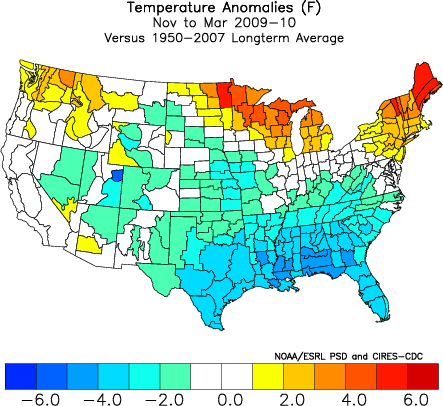 Temperature Anomalies (F)
Nov to Mar 2009-10
Versus 1950-2007 Longterm Average
NOAA/ESRL PSD and CIRES-CDC
-6.0 -4.0 -2.0 0.0 2.0 4.0 6.0